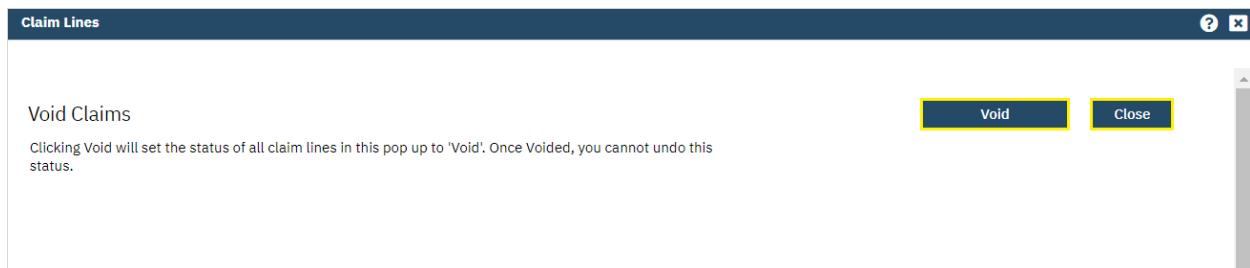 Claim Lines
Void Claims
Void
Close
Clicking Void will set the status of all claim lines in this pop up to 'Void'. Once Voided, you cannot undo this
status.